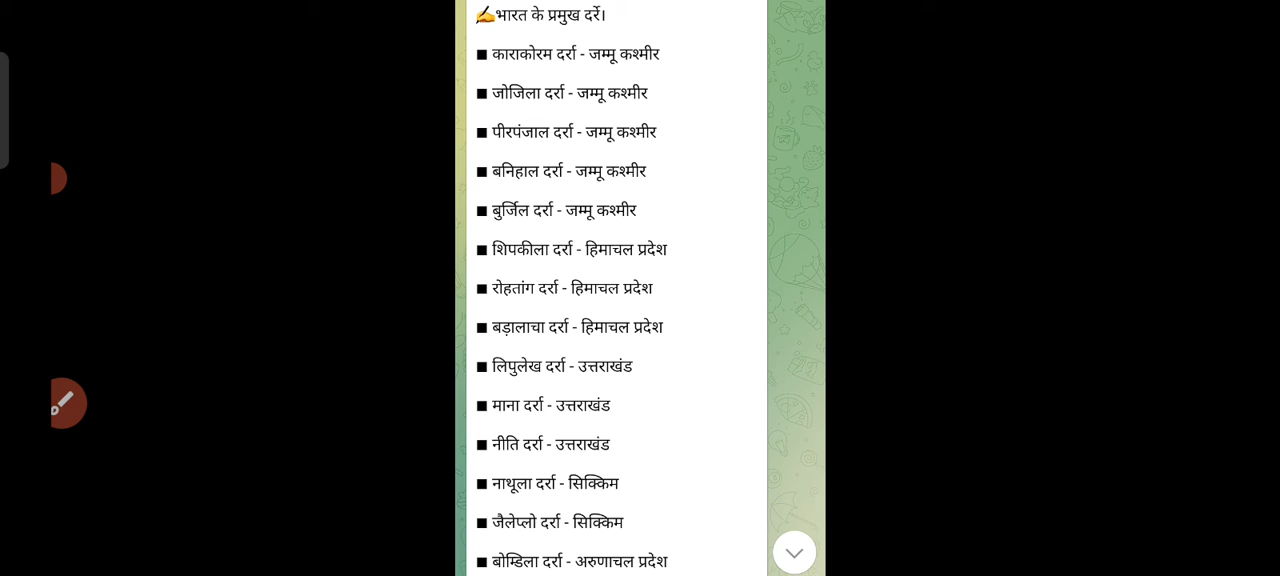 ✍️भारत के प्रमुख दर्रे।
■ काराकोरम दर्रा - जम्मू कश्मीर
■ जोजिला दर्रा - जम्मू कश्मीर
■ पीरपंजाल दर्रा - जम्मू कश्मीर
■ बनिहाल दर्रा - जम्मू कश्मीर
■ बुर्जिल दर्रा - जम्मू कश्मीर
■ शिपकीला दर्रा - हिमाचल प्रदेश
■ रोहतांग दर्रा - हिमाचल प्रदेश
■ बड़ालाचा दर्रा - हिमाचल प्रदेश
■ लिपुलेख दर्रा - उत्तराखंड
■ माना दर्रा - उत्तराखंड
■ नीति दर्रा - उत्तराखंड
■ नाथूला दर्रा - सिक्किम
■ जैलेप्लो दर्रा - सिक्किम
■ बोम्डिला दर्रा - अरुणाचल प्रदेश